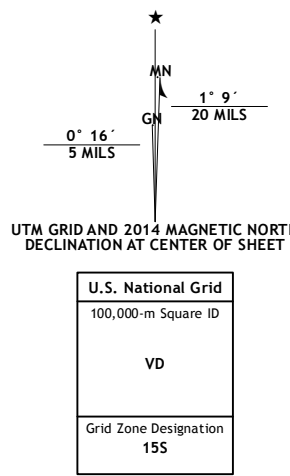 ★
MN
1° 9´
20 MILS
GN
0° 16´
5 MILS
UTM GRID AND 2014 MAGNETIC NORT
DECLINATION AT CENTER OF SHEET
U.S. National Grid
100,000-m Square ID
VD
Grid Zone Designation
15S